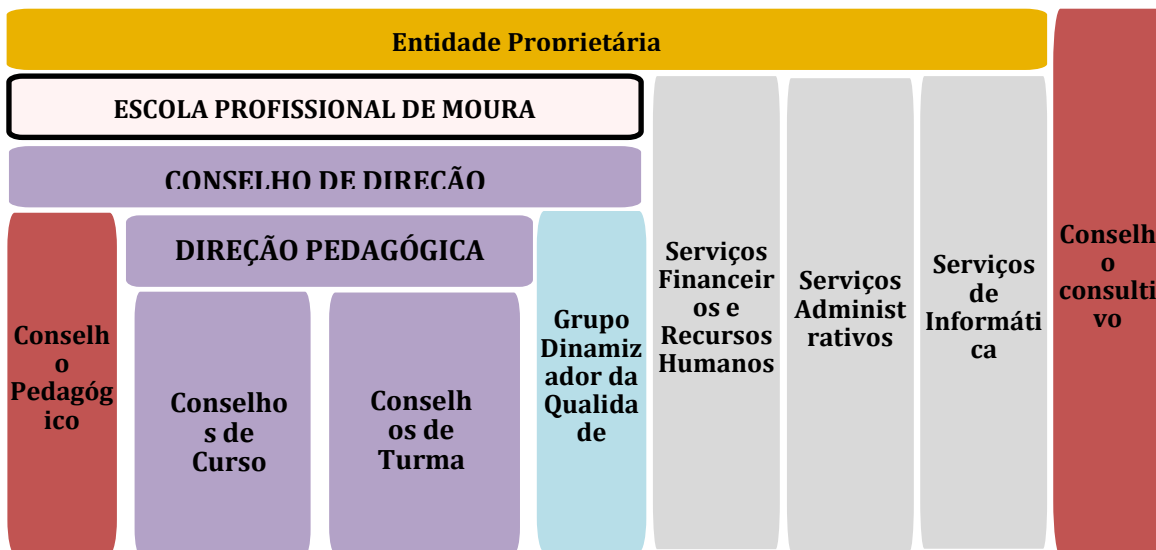 Entidade Proprietária
ESCOLA PROFISSIONAL DE MOURA
CONSELHO DE DIREÇÃO
DIREÇÃO PEDAGÓGICA
Conselh
o
Pedagóg
ico
Conselho
s de
Curso
Conselh
os de
Turma
Grupo
Dinamiz
ador da
Qualida
de
Serviços
Financeir
os e
Recursos
Humanos
Serviços
Administ
rativos
Serviços
de
Informáti
ca
Conselh
o
consulti
vo